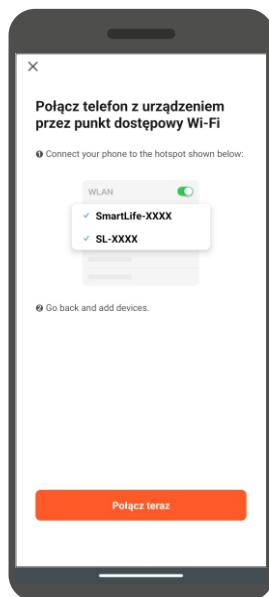 Połącz telefon z urządzeniem
przez punkt dostępowy Wi-Fi
❶ Connect your phone to the hotspot shown below:
WLAN
✓ SmartLife-XXXX
✓ SL-XXXX
❷ Go back and add devices.
Połącz teraz